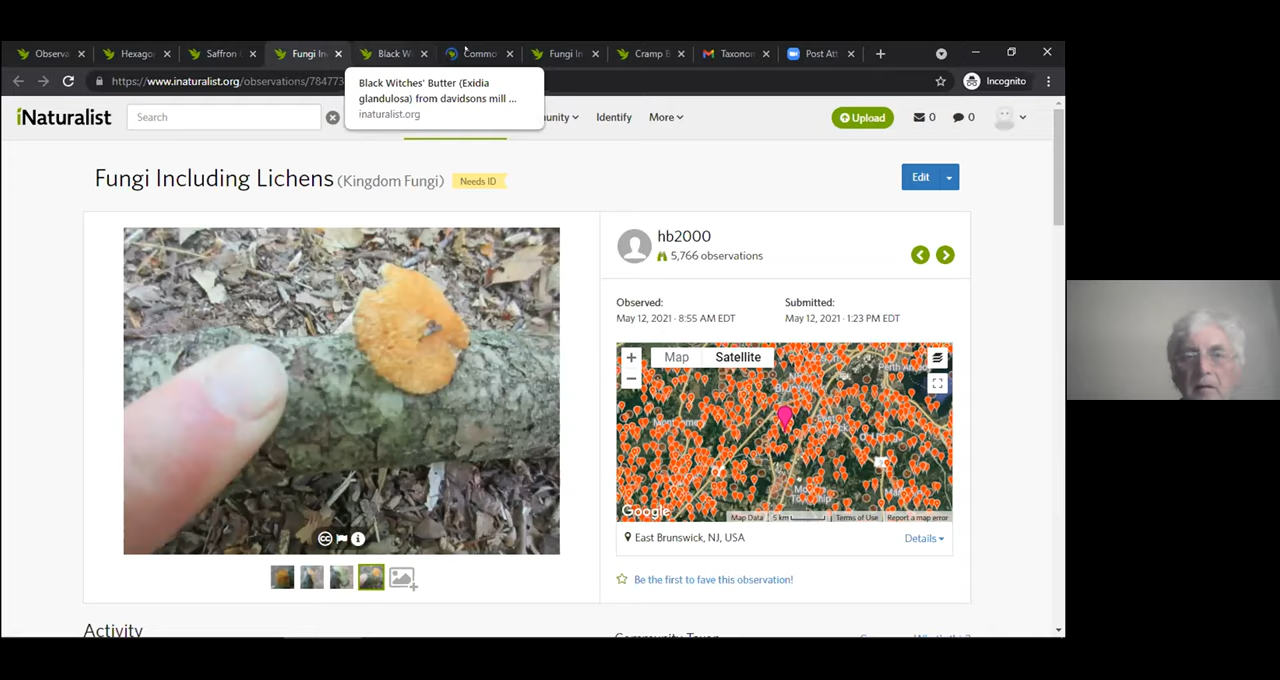 Observa
Hexagon
Saffron
Fungi In
Black W
Commo
Fungi In
Cramp B
Taxonon
Post Att
https://www.inaturalist.org/observations/784773
Incognito
Black Witches' Butter (Exidia
glandulosa) from davidsons mill ...
inaturalist.org
iNaturalist
Search
unity
Identify
More
Upload
0
0
Fungi Including Lichens (Kingdom Fungi)
Needs ID
Edit
hb2000
5,766 observations
Observed:
May 12, 2021 · 8:55 AM EDT
Submitted:
May 12, 2021 · 1:23 PM EDT
Map
Satellite
Google
Map Data
5 km
Terms of Use
Report a map error
East Brunswick, NJ, USA
Details
Be the first to fave this observation!
Activity